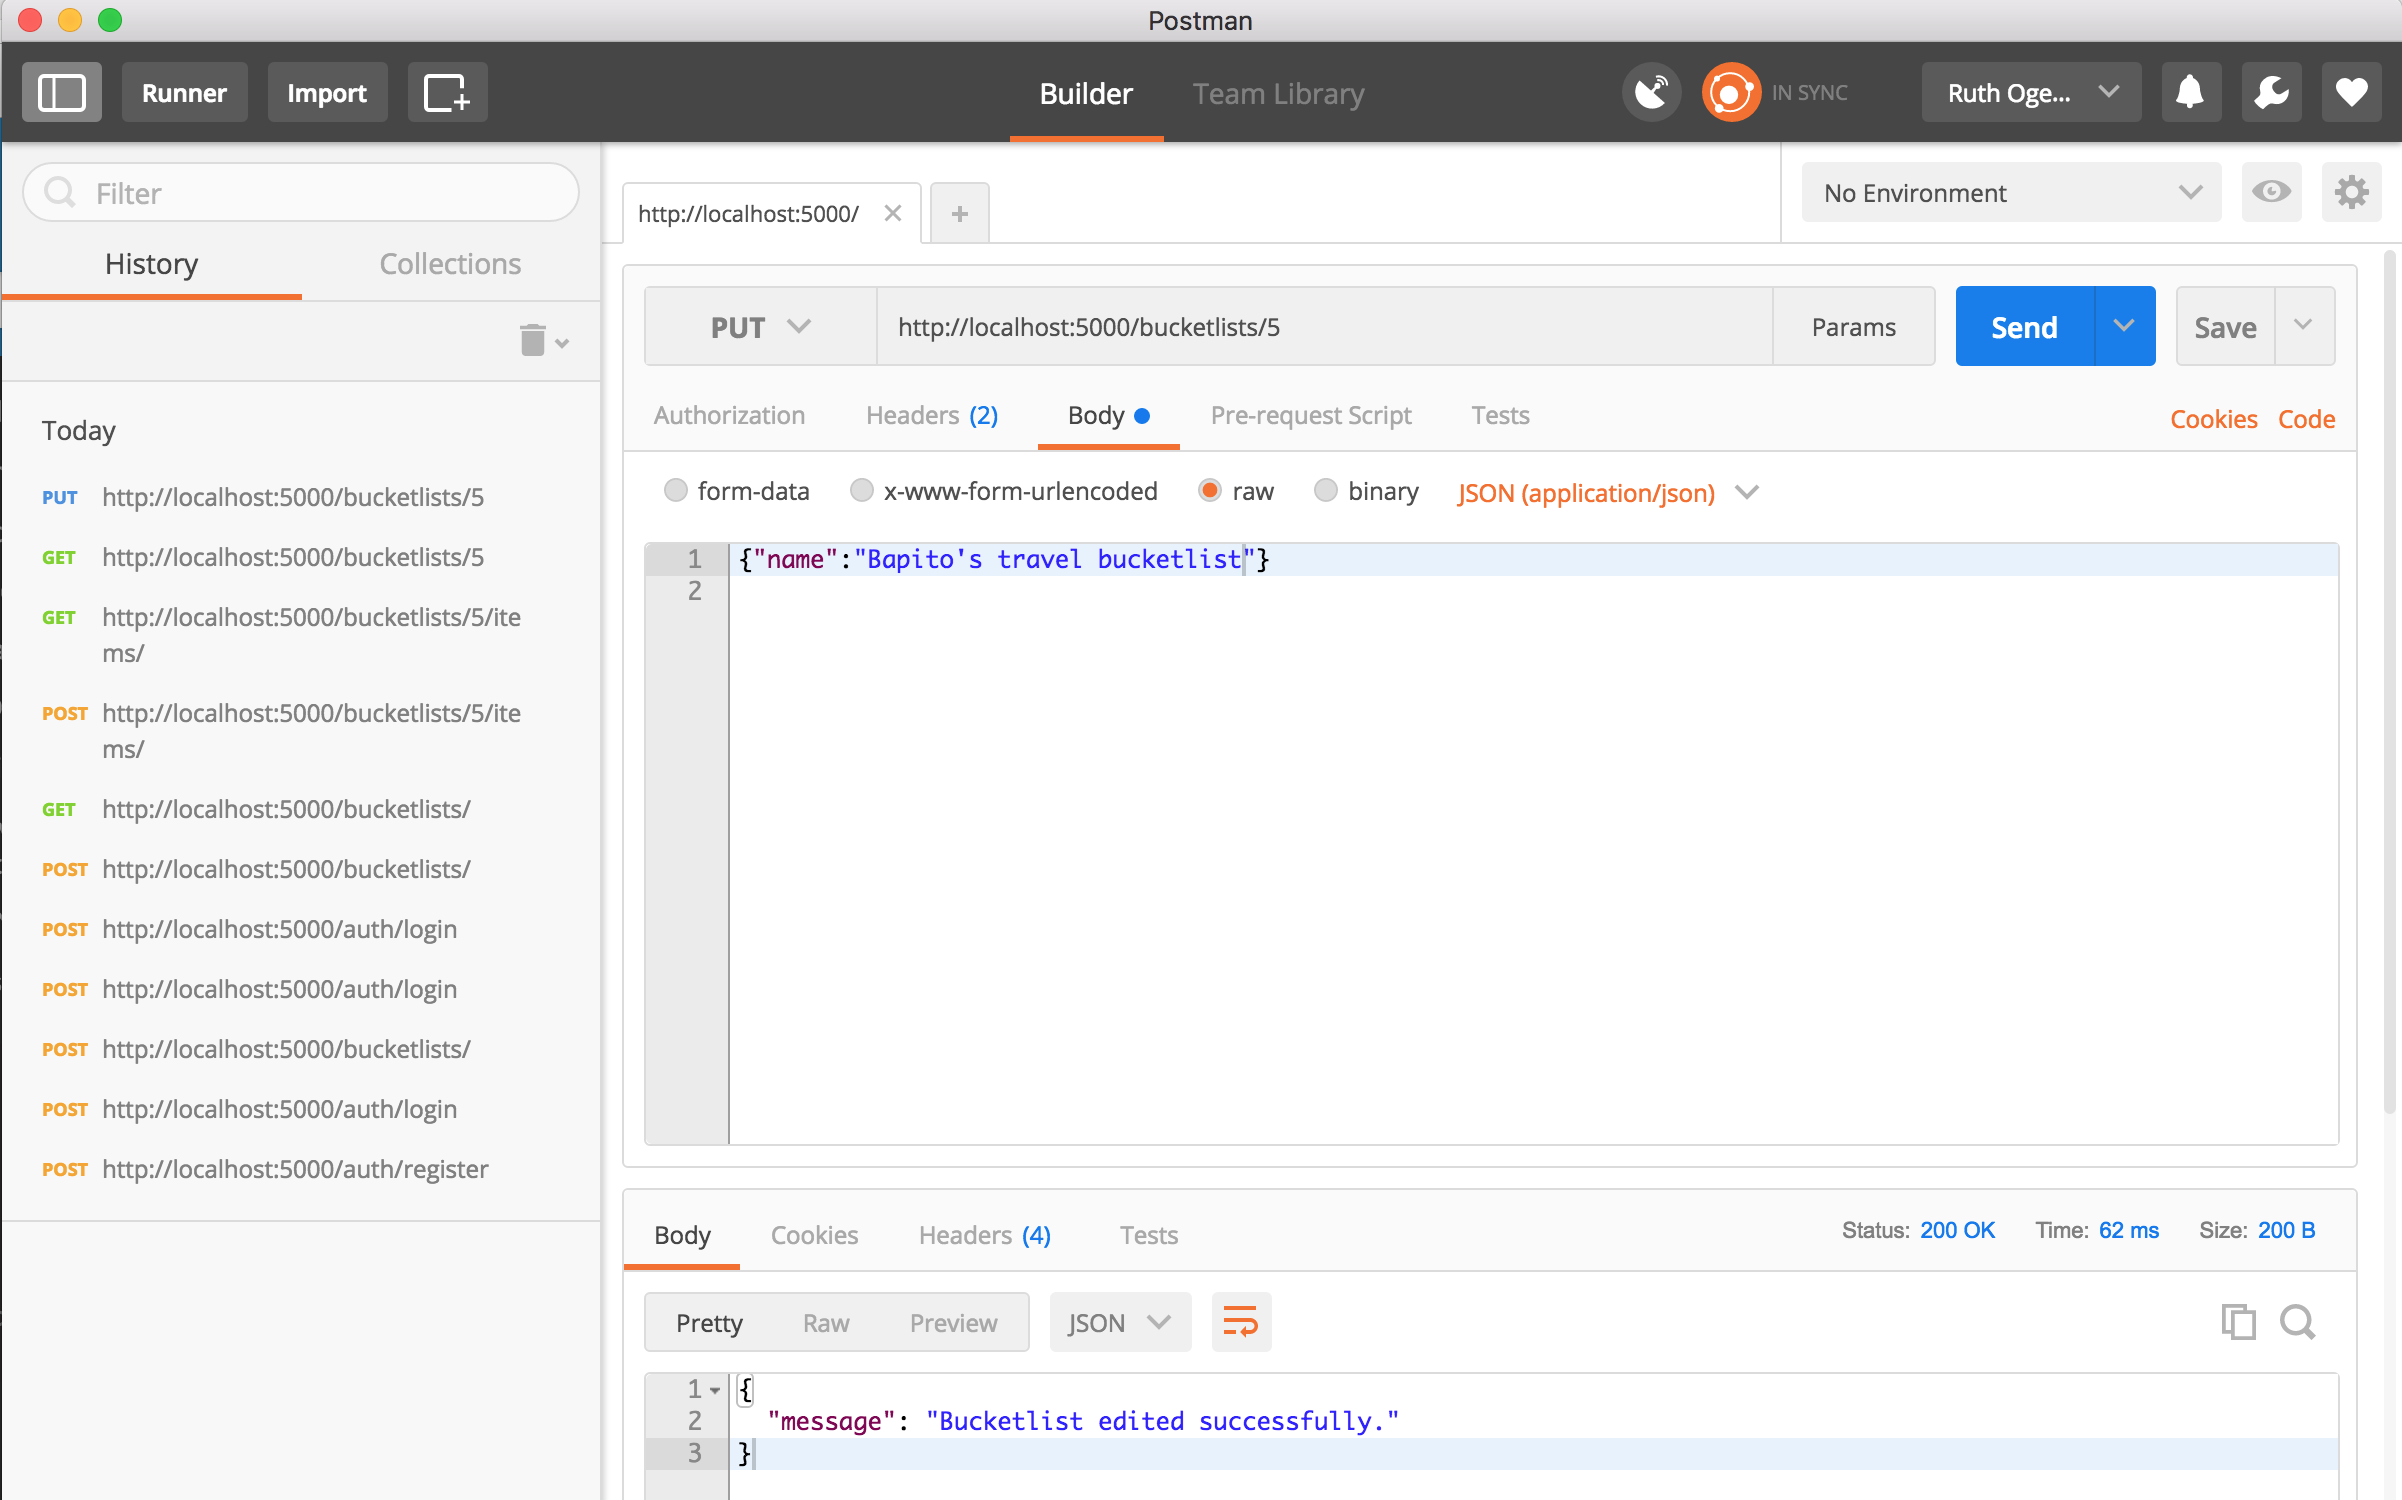 Postman
Runner
Import
Builder
Team Library
IN SYNC
Ruth Oge...
Filter
History
Collections
Today
PUT http://localhost:5000/bucketlists/5
GET http://localhost:5000/bucketlists/5
GET http://localhost:5000/bucketlists/5/ite
ms/
POST http://localhost:5000/bucketlists/5/ite
ms/
GET http://localhost:5000/bucketlists/
POST http://localhost:5000/bucketlists/
POST http://localhost:5000/auth/login
POST http://localhost:5000/auth/login
POST http://localhost:5000/bucketlists/
POST http://localhost:5000/auth/login
POST http://localhost:5000/auth/register
http://localhost:5000/
No Environment
PUT http://localhost:5000/bucketlists/5 Params Send Save
Authorization Headers (2) Body Pre-request Script Tests Cookies Code
form-data x-www-form-urlencoded raw binary JSON (application/json)
1 {"name":"Bapito's travel bucketlist"}
2
Body Cookies Headers (4) Tests Status: 200 OK Time: 62 ms Size: 200 B
Pretty Raw Preview JSON
1 {
2 "message": "Bucketlist edited successfully."
3 }